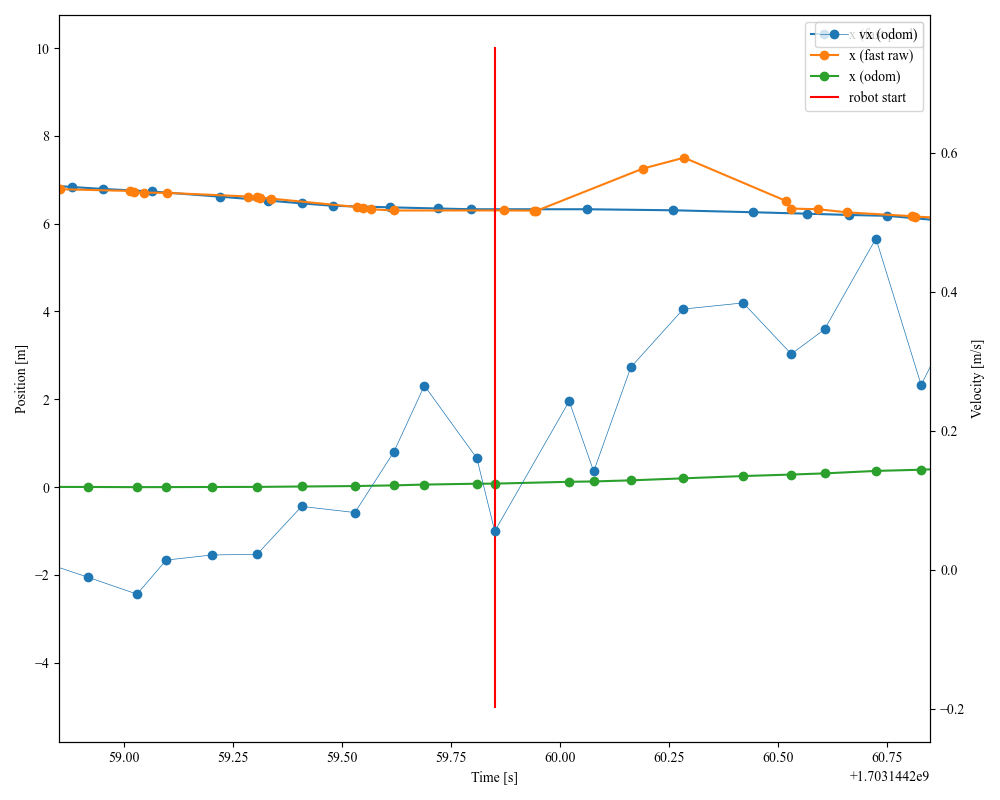 vx (odom)
x (fast raw)
x (odom)
robot start
10
8
6
4
2
0
−2
−4
Position [m]
0.6
0.4
0.2
0.0
−0.2
Velocity [m/s]
59.00
59.25
59.50
59.75
60.00
60.25
60.50
60.75
Time [s]
+1.7031442e9